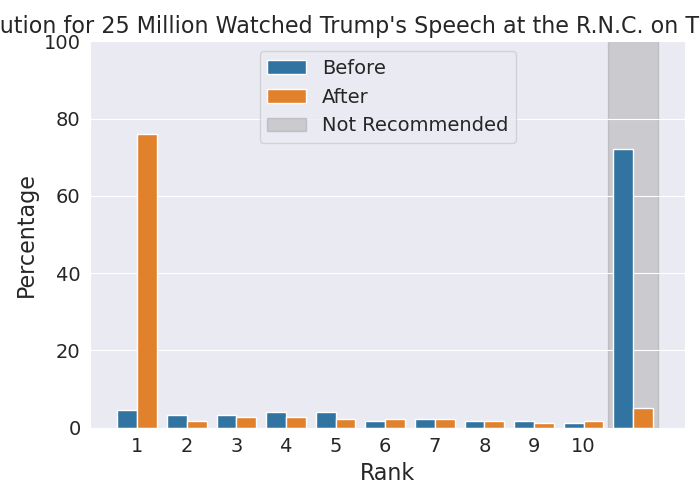 ution for 25 Million Watched Trump's Speech at the R.N.C. on T
100
80
60
40
20
0
Percentage
Before
After
Not Recommended
1 2 3 4 5 6 7 8 9 10
Rank